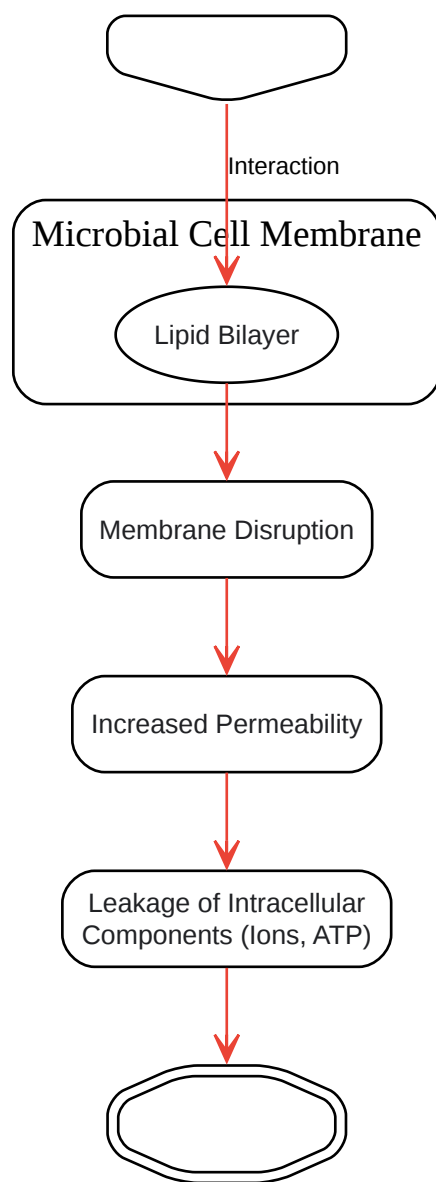 Interaction
Microbial Cell Membrane
Lipid Bilayer
Membrane Disruption
Increased Permeability
Leakage of Intracellular
Components (Ions, ATP)